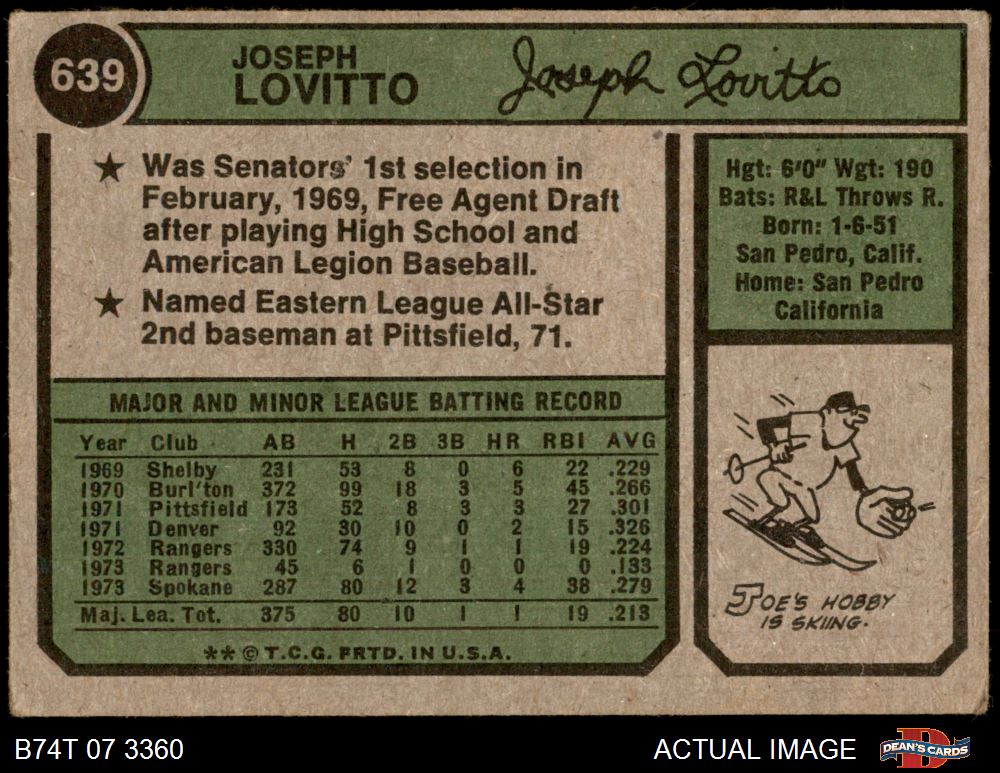 639
JOSEPH
LOVITTO
Joseph Lovitto
★ Was Senators' 1st selection in
February, 1969, Free Agent Draft
after playing High School and
American Legion Baseball.
★ Named Eastern League All-Star
2nd baseman at Pittsfield, 71.
Hgt: 6'0" Wgt: 190
Bats: R&L Throws R.
Born: 1-6-51
San Pedro, Calif.
Home: San Pedro
California
MAJOR AND MINOR LEAGUE BATTING RECORD
Year Club AB H 2B 3B HR RBI AVG
1969 Shelby 231 53 8 0 6 22 .229
1970 Burl'ton 372 99 18 3 5 45 .266
1971 Pittsfield 173 52 8 3 3 27 .301
1971 Denver 92 30 10 0 2 15 .326
1972 Rangers 330 74 9 1 1 19 .224
1973 Rangers 45 6 1 0 0 0 .133
1973 Spokane 287 80 12 3 4 38 .279
Maj. Lea. Tot. 375 80 10 1 1 19 .213
** © T.C.G. PRTD. IN U.S.A.
JOE'S HOBBY
IS SKIING.
B74T 07 3360
ACTUAL IMAGE
DEAN'S CARDS